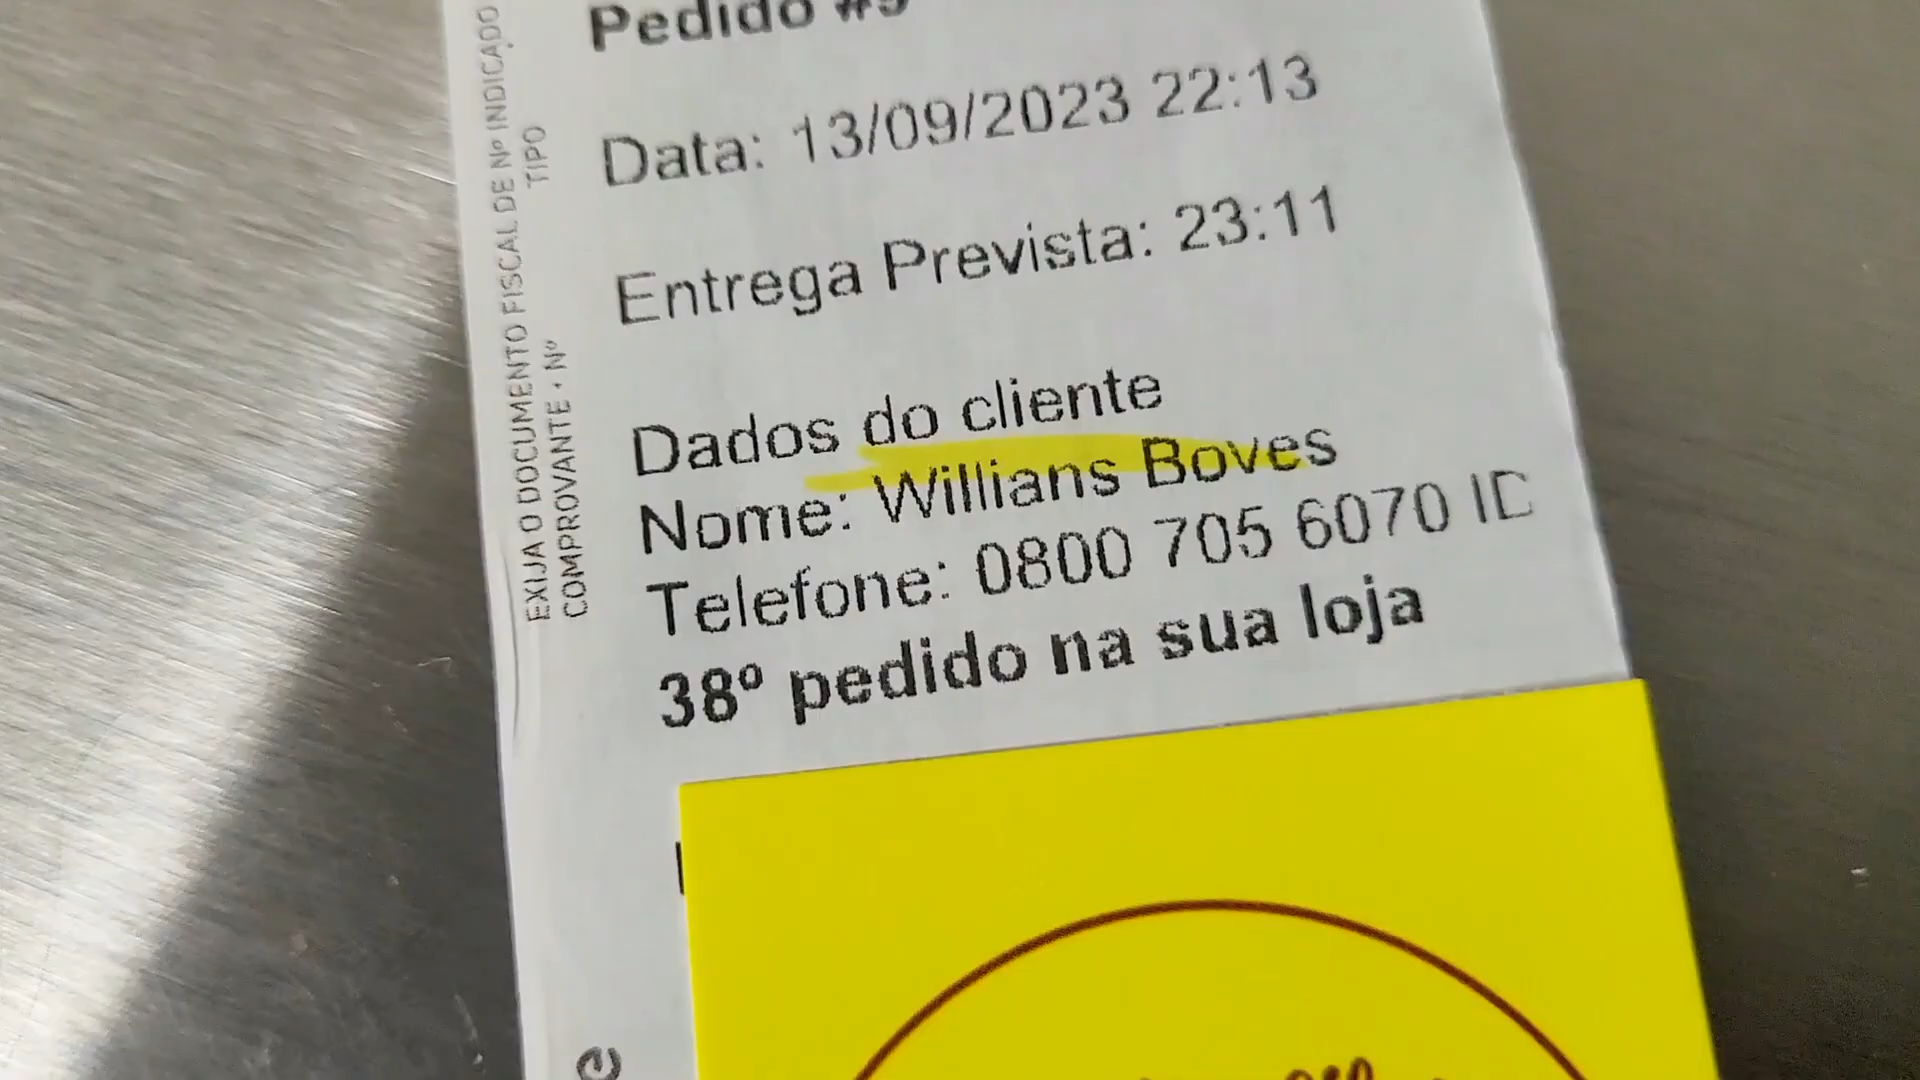 Pedido #9
Data: 13/09/2023 22:13
Entrega Prevista: 23:11
Dados do cliente
Nome: Willians Boves
Telefone: 0800 705 6070 ID
38º pedido na sua loja
EXIJA O DOCUMENTO FISCAL DE Nº INDICADO
COMPROVANTE • Nº
TIPO